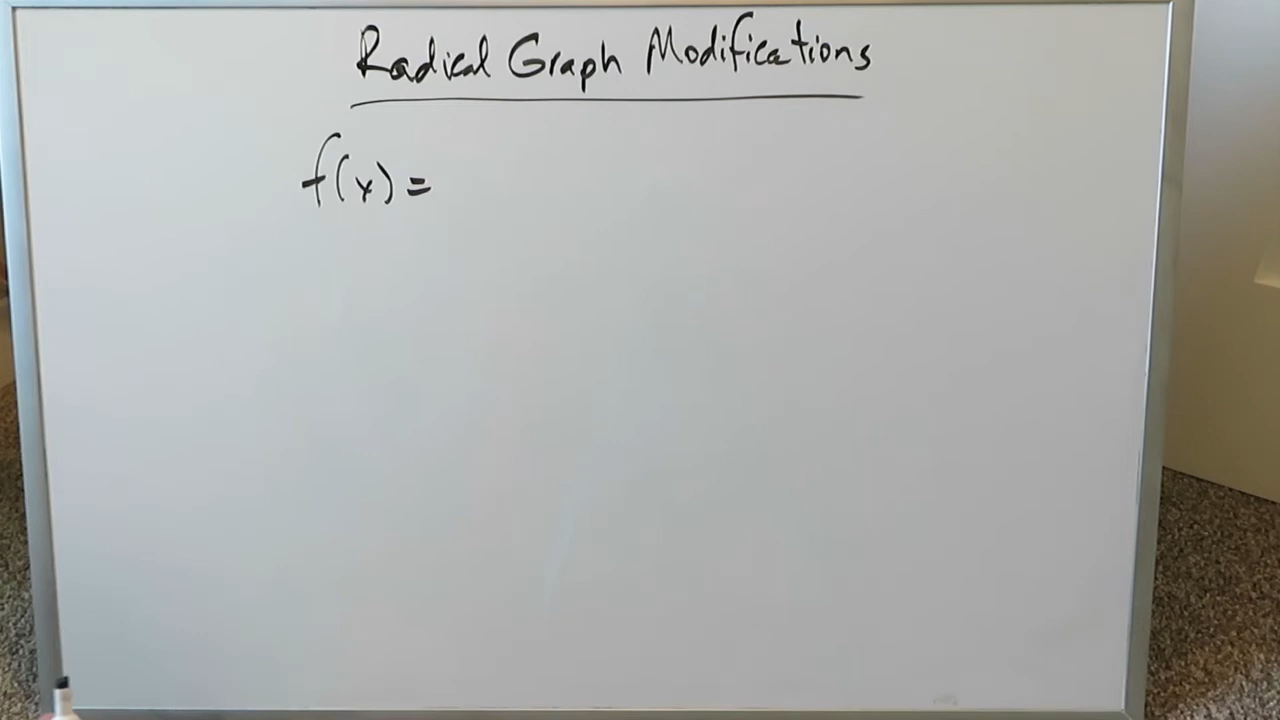 Radical Graph Modifications
f(x) =